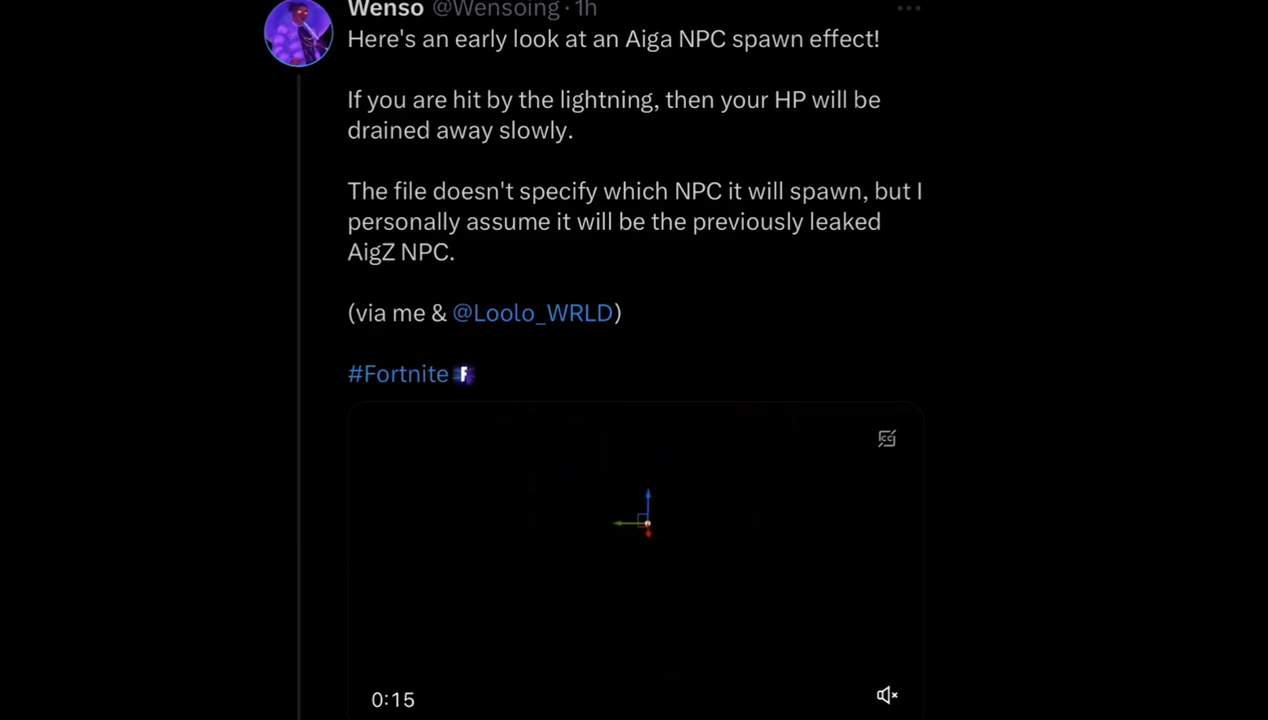 Wenso @Wensoing · 1h
Here's an early look at an Aiga NPC spawn effect!
If you are hit by the lightning, then your HP will be
drained away slowly.
The file doesn't specify which NPC it will spawn, but I
personally assume it will be the previously leaked
AigZ NPC.
(via me & @Loolo_WRLD)
#Fortnite
CC
0:15